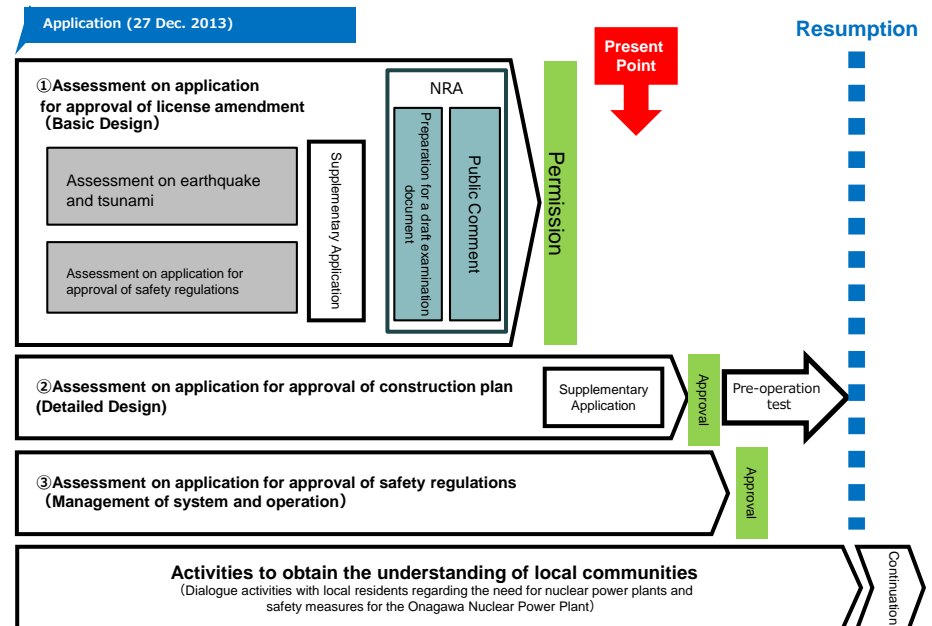 Application (27 Dec. 2013)
Resumption
Present
Point
①Assessment on application
for approval of license amendment
（Basic Design）
NRA
Assessment on earthquake
and tsunami
Assessment on application for
approval of safety regulations
Supplementary Application
Preparation for a draft examination
document
Public Comment
Permission
②Assessment on application for approval of construction plan
(Detailed Design)
Supplementary
Application
Approval
Pre-operation
test
③Assessment on application for approval of safety regulations
（Management of system and operation）
Approval
Activities to obtain the understanding of local communities
（Dialogue activities with local residents regarding the need for nuclear power plants and
safety measures for the Onagawa Nuclear Power Plant）
Continuation